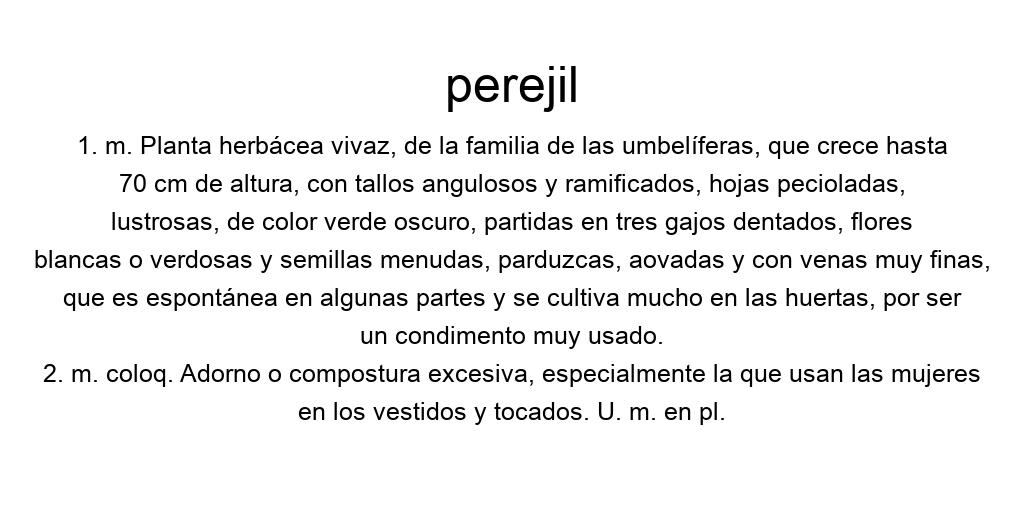 perejil
1. m. Planta herbácea vivaz, de la familia de las umbelíferas, que crece hasta
70 cm de altura, con tallos angulosos y ramificados, hojas pecioladas,
lustrosas, de color verde oscuro, partidas en tres gajos dentados, flores
blancas o verdosas y semillas menudas, parduzcas, aovadas y con venas muy finas,
que es espontánea en algunas partes y se cultiva mucho en las huertas, por ser
un condimento muy usado.
2. m. coloq. Adorno o compostura excesiva, especialmente la que usan las mujeres
en los vestidos y tocados. U. m. en pl.